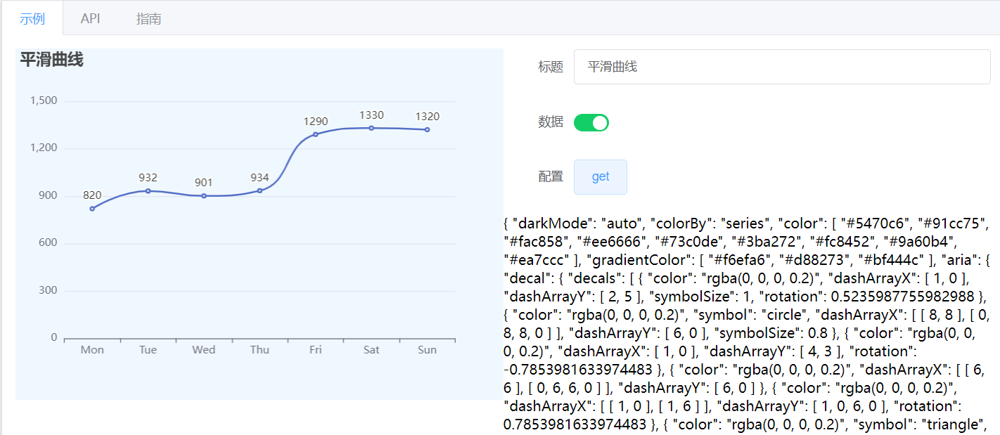 示例 API 指南
平滑曲线
1,500
1,200
900
600
300
0
820
932
901
934
1290
1330
1320
Mon Tue Wed Thu Fri Sat Sun
标题 平滑曲线
数据
配置 get
{ "darkMode": "auto", "colorBy": "series", "color": [ "#5470c6", "#91cc75",
"#fac858", "#ee6666", "#73c0de", "#3ba272", "#fc8452", "#9a60b4",
"#ea7ccc" ], "gradientColor": [ "#f6efa6", "#d88273", "#bf444c" ], "aria": {
"decal": { "decals": [ { "color": "rgba(0, 0, 0, 0.2)", "dashArrayX": [ 1, 0 ],
"dashArrayY": [ 2, 5 ], "symbolSize": 1, "rotation": 0.5235987755982988 },
{ "color": "rgba(0, 0, 0, 0.2)", "symbol": "circle", "dashArrayX": [ [ 8, 8 ], [ 0,
8, 8, 0 ] ], "dashArrayY": [ 6, 0 ], "symbolSize": 0.8 }, { "color": "rgba(0, 0,
0, 0.2)", "dashArrayX": [ 1, 0 ], "dashArrayY": [ 4, 3 ], "rotation":
-0.7853981633974483 }, { "color": "rgba(0, 0, 0, 0.2)", "dashArrayX": [ [ 6,
6 ], [ 0, 6, 6, 0 ] ], "dashArrayY": [ 6, 0 ] }, { "color": "rgba(0, 0, 0, 0.2)",
"dashArrayX": [ [ 1, 0 ], [ 1, 6 ] ], "dashArrayY": [ 1, 0, 6, 0 ], "rotation":
0.7853981633974483 }, { "color": "rgba(0, 0, 0, 0.2)", "symbol": "triangle",